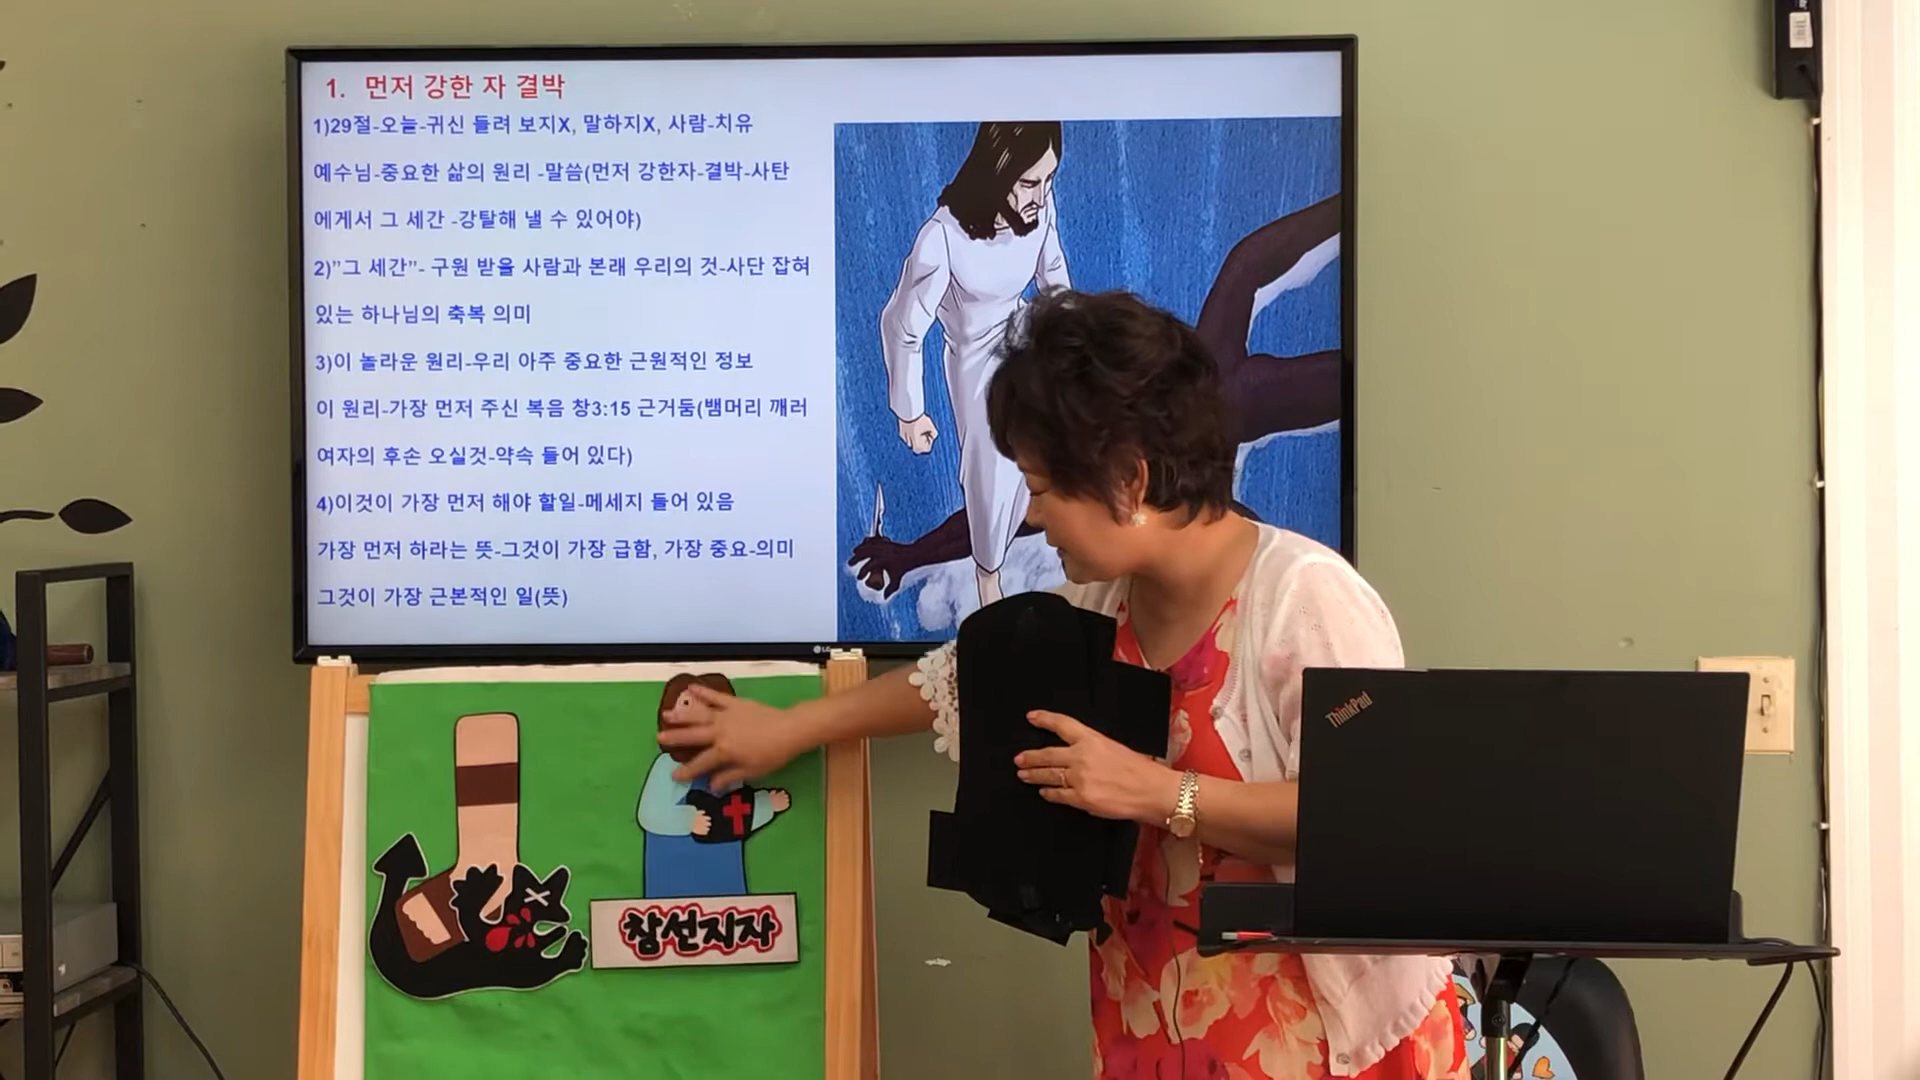 1. 먼저 강한 자 결박
1)29절-오늘-귀신 들려 보지X, 말하지X, 사람-치유
예수님-중요한 삶의 원리 -말씀(먼저 강한자-결박-사탄
에게서 그 세간 -강탈해 낼 수 있어야)
2)”그 세간”- 구원 받을 사람과 본래 우리의 것-사단 잡혀
있는 하나님의 축복 의미
3)이 놀라운 원리-우리 아주 중요한 근원적인 정보
이 원리-가장 먼저 주신 복음 창3:15 근거둠(뱀머리 깨러
여자의 후손 오실것-약속 들어 있다)
4)이것이 가장 먼저 해야 할일-메세지 들어 있음
가장 먼저 하라는 뜻-그것이 가장 급함, 가장 중요-의미
그것이 가장 근본적인 일(뜻)
LG
참선지자
ThinkPad